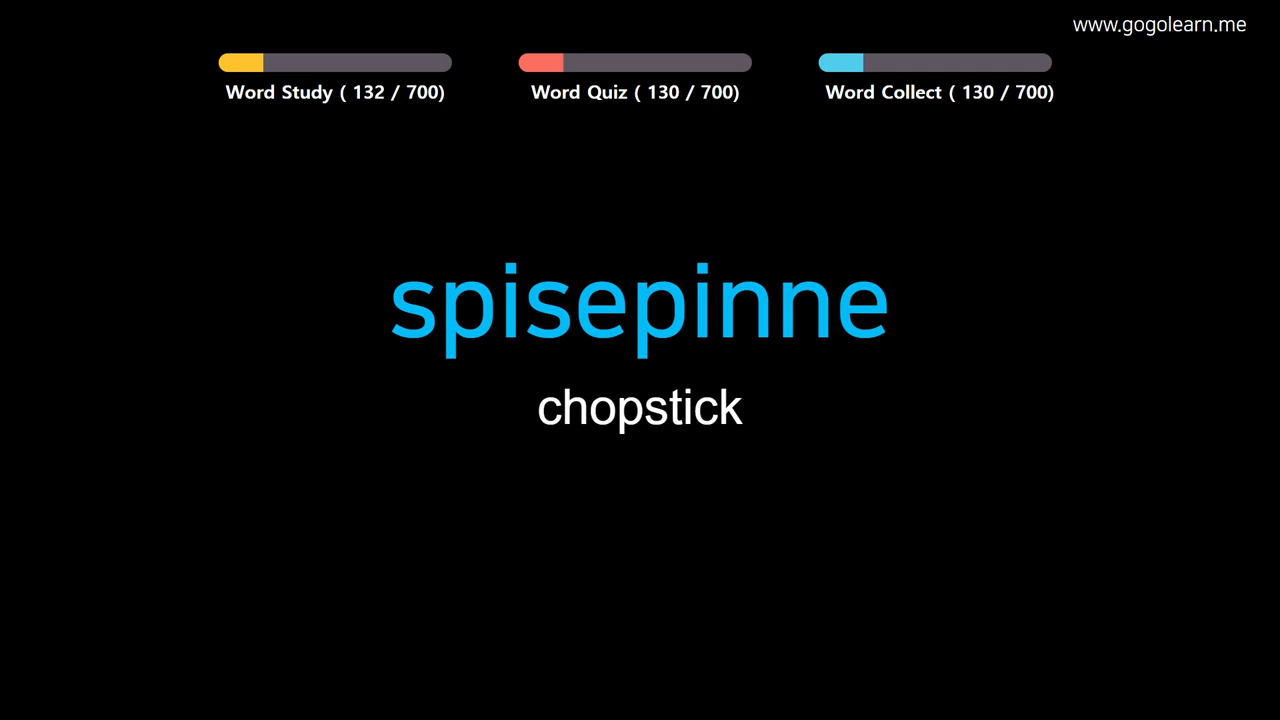 www.gogolearn.me
Word Study ( 132 / 700)
Word Quiz ( 130 / 700)
Word Collect ( 130 / 700)
spisepinne
chopstick